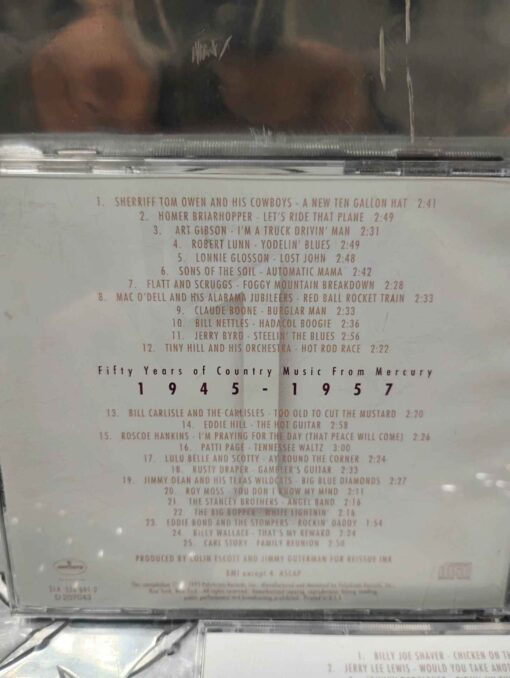 1. SHERRIFF TOM OWEN AND HIS COWBOYS - A NEW TEN GALLON HAT 2:41
2. HOMER BRIARHOPPER - LET'S RIDE THAT PLANE 2:49
3. ART GIBSON - I'M A TRUCK DRIVIN' MAN 2:31
4. ROBERT LUNN - YODELIN' BLUES 2:49
5. LONNIE GLOSSON - LOST JOHN 2:48
6. SONS OF THE SOIL - AUTOMATIC MAMA 2:42
7. FLATT AND SCRUGGS - FOGGY MOUNTAIN BREAKDOWN 2:28
8. MAC O'DELL AND HIS ALABAMA JUBILEERS - RED BALL ROCKET TRAIN 2:33
9. CLAUDE BOONE - BURGLAR MAN 2:33
10. BILL NETTLES - HADACOL BOOGIE 2:36
11. JERRY BYRD - STEELIN' THE BLUES 2:56
12. TINY HILL AND HIS ORCHESTRA - HOT ROD RACE 2:22
Fifty Years of Country Music From Mercury
1945-1957
13. BILL CARLISLE AND THE CARLISLES - TOO OLD TO CUT THE MUSTARD 2:20
14. EDDIE HILL - THE HOT GUITAR 2:58
15. ROSCOE HANKINS - I'M PRAYING FOR THE DAY (THAT PEACE WILL COME) 2:26
16. PATTI PAGE - TENNESSEE WALTZ 3:00
17. LULU BELLE AND SCOTTY - AY ROUND THE CORNER 2:24
18. RUSTY DRAPER - GAMBLER'S GUITAR 2:33
19. JIMMY DEAN AND HIS TEXAS WILDCATS - BIG BLUE DIAMONDS 2:27
20. ROY MOSS - YOU DON'T KNOW MY MIND 2:11
21. THE STANLEY BROTHERS - ANGEL BAND 2:16
22. THE BIG BOPPER - WHITE LIGHTNIN' 2:16
23. EDDIE BOND AND THE STOMPERS - ROCKIN' DADDY 1:54
24. BILLY WALLACE - THAT'S MY REWARD 2:24
25. CARL STORY - FAMILY REUNION 2:50
PRODUCED BY COLIN ESCOTT AND JIMMY GUTERMAN FOR REISSUE INK
BMI except 4, ASCAP
1. BILLY JOE SHAVER - CHICKEN ON TH
2. JERRY LEE LEWIS - WOULD YOU TAKE ANOT